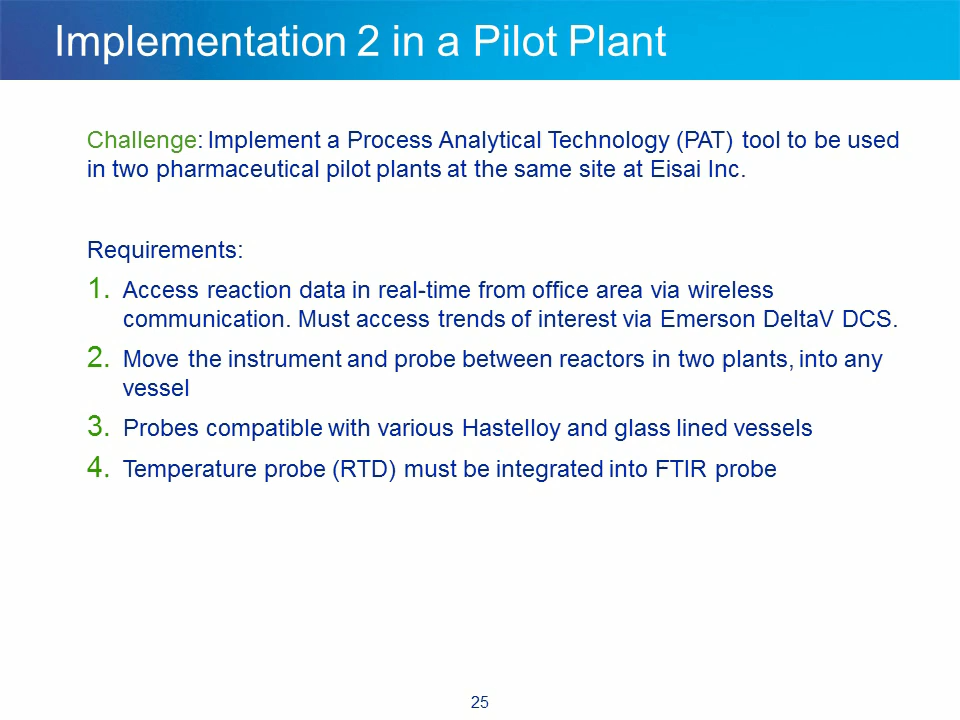 Implementation 2 in a Pilot Plant
Challenge: Implement a Process Analytical Technology (PAT) tool to be used
in two pharmaceutical pilot plants at the same site at Eisai Inc.
Requirements:
1. Access reaction data in real-time from office area via wireless
communication. Must access trends of interest via Emerson DeltaV DCS.
2. Move the instrument and probe between reactors in two plants, into any
vessel
3. Probes compatible with various Hastelloy and glass lined vessels
4. Temperature probe (RTD) must be integrated into FTIR probe
25